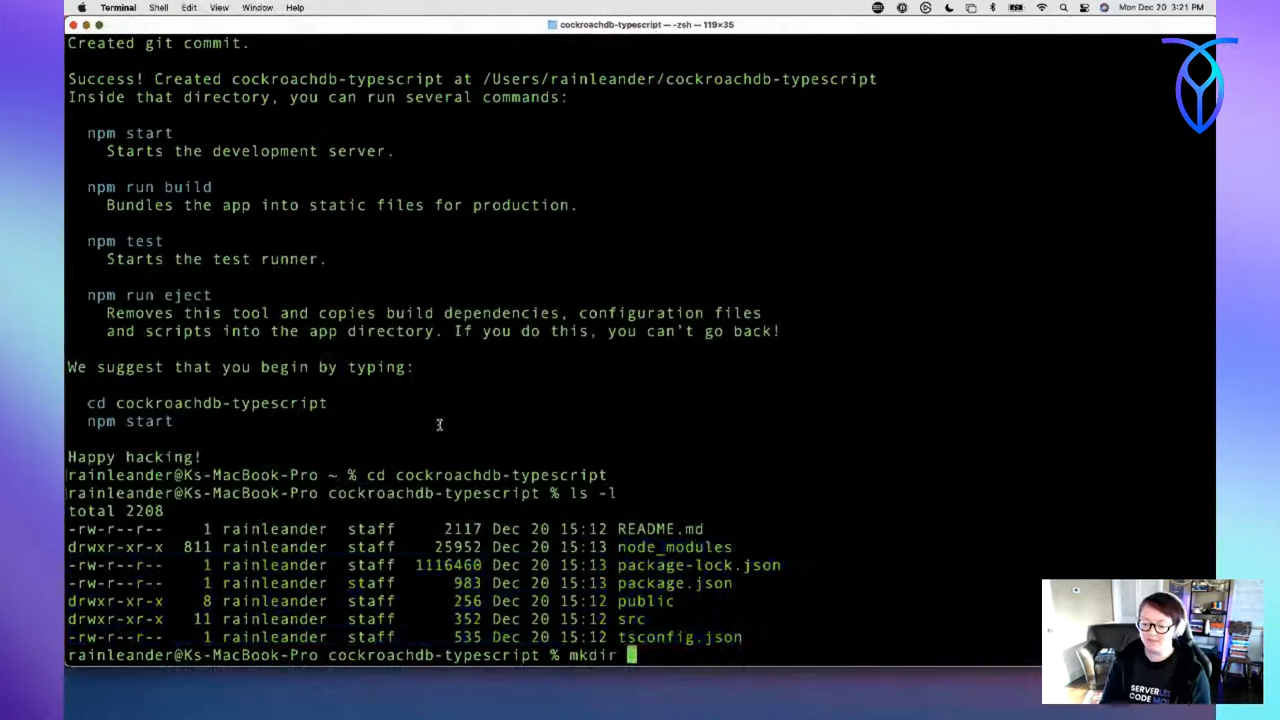 Terminal Shell Edit View Window Help Mon Dec 20 3:21 PM
cockroachdb-typescript — -zsh — 119×35
Created git commit.
Success! Created cockroachdb-typescript at /Users/rainleander/cockroachdb-typescript
Inside that directory, you can run several commands:
npm start
Starts the development server.
npm run build
Bundles the app into static files for production.
npm test
Starts the test runner.
npm run eject
Removes this tool and copies build dependencies, configuration files
and scripts into the app directory. If you do this, you can't go back!
We suggest that you begin by typing:
cd cockroachdb-typescript
npm start
Happy hacking!
rainleander@Ks-MacBook-Pro ~ % cd cockroachdb-typescript
rainleander@Ks-MacBook-Pro cockroachdb-typescript % ls -l
total 2208
-rw-r--r-- 1 rainleander staff 2117 Dec 20 15:12 README.md
drwxr-xr-x 811 rainleander staff 25952 Dec 20 15:13 node_modules
-rw-r--r-- 1 rainleander staff 1116460 Dec 20 15:13 package-lock.json
-rw-r--r-- 1 rainleander staff 983 Dec 20 15:13 package.json
drwxr-xr-x 8 rainleander staff 256 Dec 20 15:12 public
drwxr-xr-x 11 rainleander staff 352 Dec 20 15:12 src
-rw-r--r-- 1 rainleander staff 535 Dec 20 15:12 tsconfig.json
rainleander@Ks-MacBook-Pro cockroachdb-typescript % mkdir
CODE